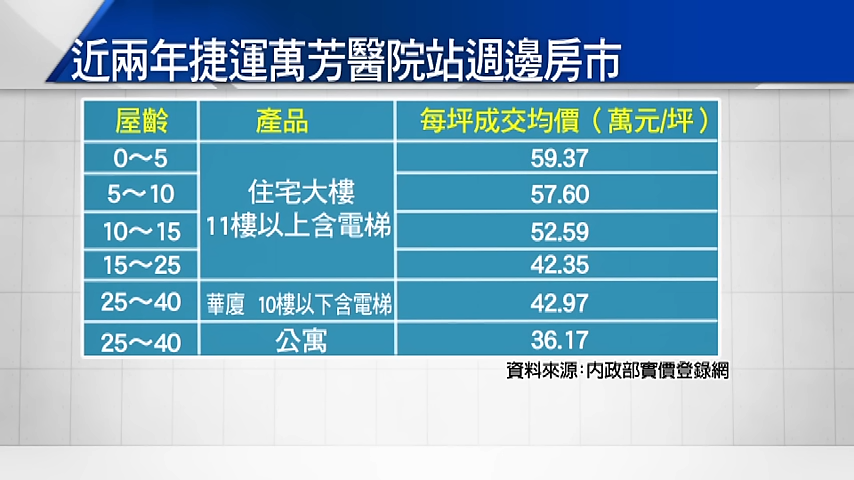 近兩年捷運萬芳醫院站週邊房市
屋齡 產品 每坪成交均價（萬元/坪）
0～5 59.37
5～10 住宅大樓 57.60
10～15 11樓以上含電梯 52.59
15～25 42.35
25～40 華廈 10樓以下含電梯 42.97
25～40 公寓 36.17
資料來源：內政部實價登錄網